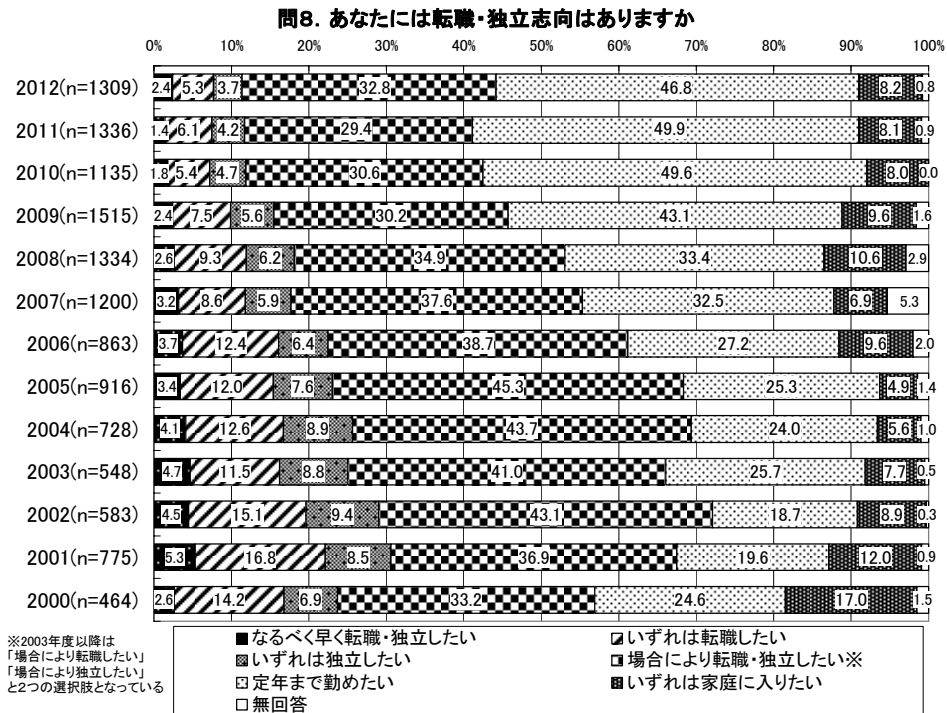 問8．あなたには転職・独立志向はありますか
0% 10% 20% 30% 40% 50% 60% 70% 80% 90% 100%
2012(n=1309) 2.4 5.3 3.7 32.8 46.8 8.2 0.8
2011(n=1336) 1.4 6.1 4.2 29.4 49.9 8.1 0.9
2010(n=1135) 1.8 5.4 4.7 30.6 49.6 8.0 0.0
2009(n=1515) 2.4 7.5 5.6 30.2 43.1 9.6 1.6
2008(n=1334) 2.6 9.3 6.2 34.9 33.4 10.6 2.9
2007(n=1200) 3.2 8.6 5.9 37.6 32.5 6.9 5.3
2006(n=863) 3.7 12.4 6.4 38.7 27.2 9.6 2.0
2005(n=916) 3.4 12.0 7.6 45.3 25.3 4.9 1.4
2004(n=728) 4.1 12.6 8.9 43.7 24.0 5.6 1.0
2003(n=548) 4.7 11.5 8.8 41.0 25.7 7.7 0.5
2002(n=583) 4.5 15.1 9.4 43.1 18.7 8.9 0.3
2001(n=775) 5.3 16.8 8.5 36.9 19.6 12.0 0.9
2000(n=464) 2.6 14.2 6.9 33.2 24.6 17.0 1.5
※2003年度以降は
「場合により転職したい」
「場合により独立したい」
と2つの選択肢となっている
なるべく早く転職・独立したい いずれは転職したい
いずれは独立したい 場合により転職・独立したい※
定年まで勤めたい いずれは家庭に入りたい
無回答